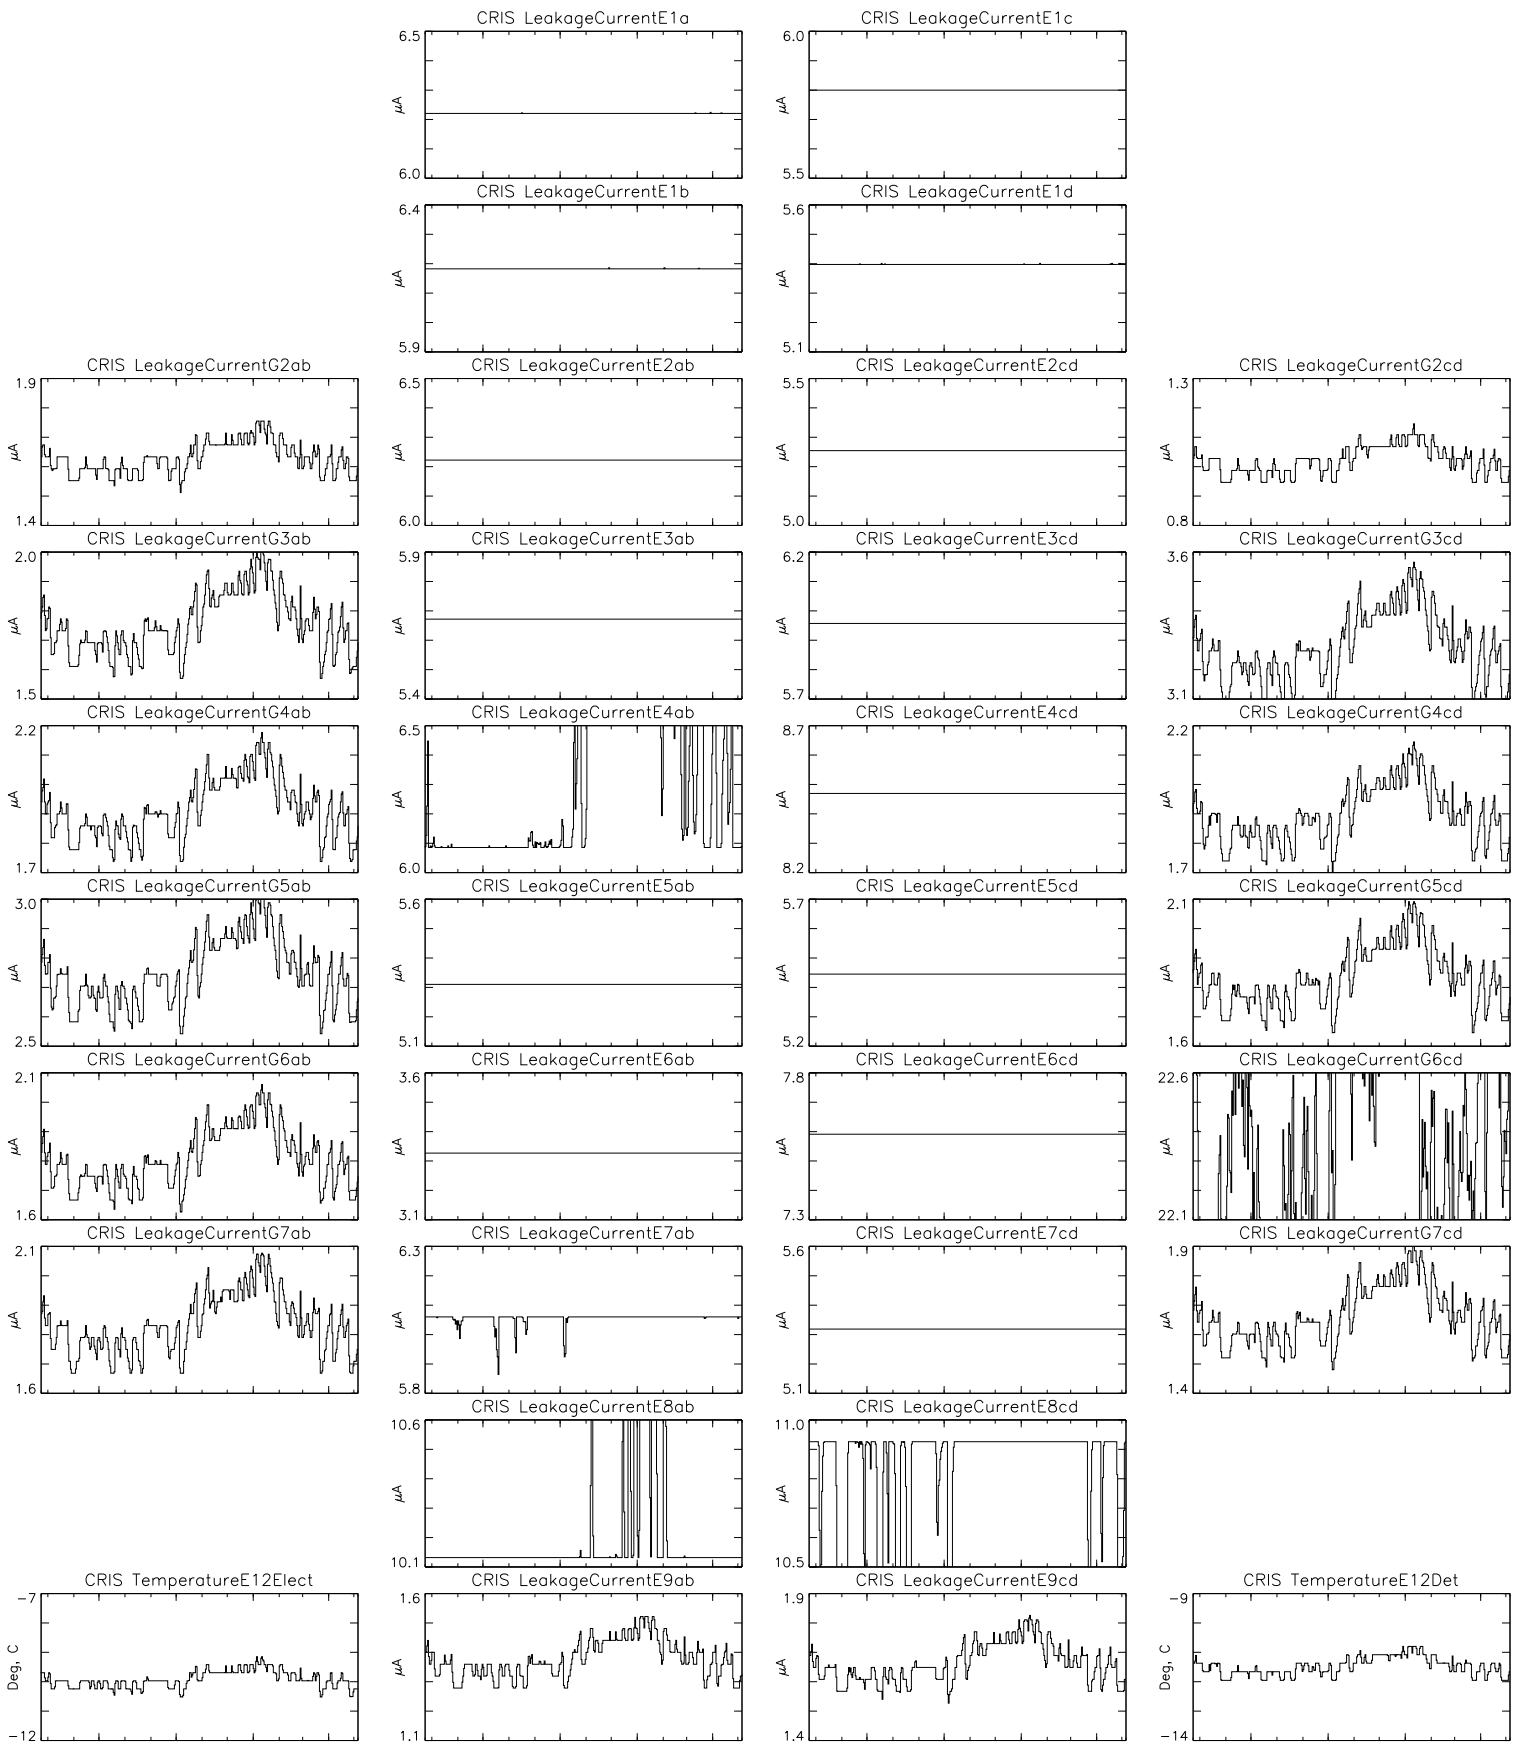 CRIS LeakageCurrentE1a
6.5
μA
6.0
CRIS LeakageCurrentE1c
6.0
μA
5.5
CRIS LeakageCurrentE1b
6.4
μA
5.9
CRIS LeakageCurrentE1d
5.6
μA
5.1
CRIS LeakageCurrentG2ab
1.9
μA
1.4
CRIS LeakageCurrentE2ab
6.5
μA
6.0
CRIS LeakageCurrentE2cd
5.5
μA
5.0
CRIS LeakageCurrentG2cd
1.3
μA
0.8
CRIS LeakageCurrentG3ab
2.0
μA
1.5
CRIS LeakageCurrentE3ab
5.9
μA
5.4
CRIS LeakageCurrentE3cd
6.2
μA
5.7
CRIS LeakageCurrentG3cd
3.6
μA
3.1
CRIS LeakageCurrentG4ab
2.2
μA
1.7
CRIS LeakageCurrentE4ab
6.5
μA
6.0
CRIS LeakageCurrentE4cd
8.7
μA
8.2
CRIS LeakageCurrentG4cd
2.2
μA
1.7
CRIS LeakageCurrentG5ab
3.0
μA
2.5
CRIS LeakageCurrentE5ab
5.6
μA
5.1
CRIS LeakageCurrentE5cd
5.7
μA
5.2
CRIS LeakageCurrentG5cd
2.1
μA
1.6
CRIS LeakageCurrentG6ab
2.1
μA
1.6
CRIS LeakageCurrentE6ab
3.6
μA
3.1
CRIS LeakageCurrentE6cd
7.8
μA
7.3
CRIS LeakageCurrentG6cd
22.6
μA
22.1
CRIS LeakageCurrentG7ab
2.1
μA
1.6
CRIS LeakageCurrentE7ab
6.3
μA
5.8
CRIS LeakageCurrentE7cd
5.6
μA
5.1
CRIS LeakageCurrentG7cd
1.9
μA
1.4
CRIS LeakageCurrentE8ab
10.6
μA
10.1
CRIS LeakageCurrentE8cd
11.0
μA
10.5
CRIS TemperatureE12Elect
-7
Deg, C
-12
CRIS LeakageCurrentE9ab
1.6
μA
1.1
CRIS LeakageCurrentE9cd
1.9
μA
1.4
CRIS TemperatureE12Det
-9
Deg, C
-14